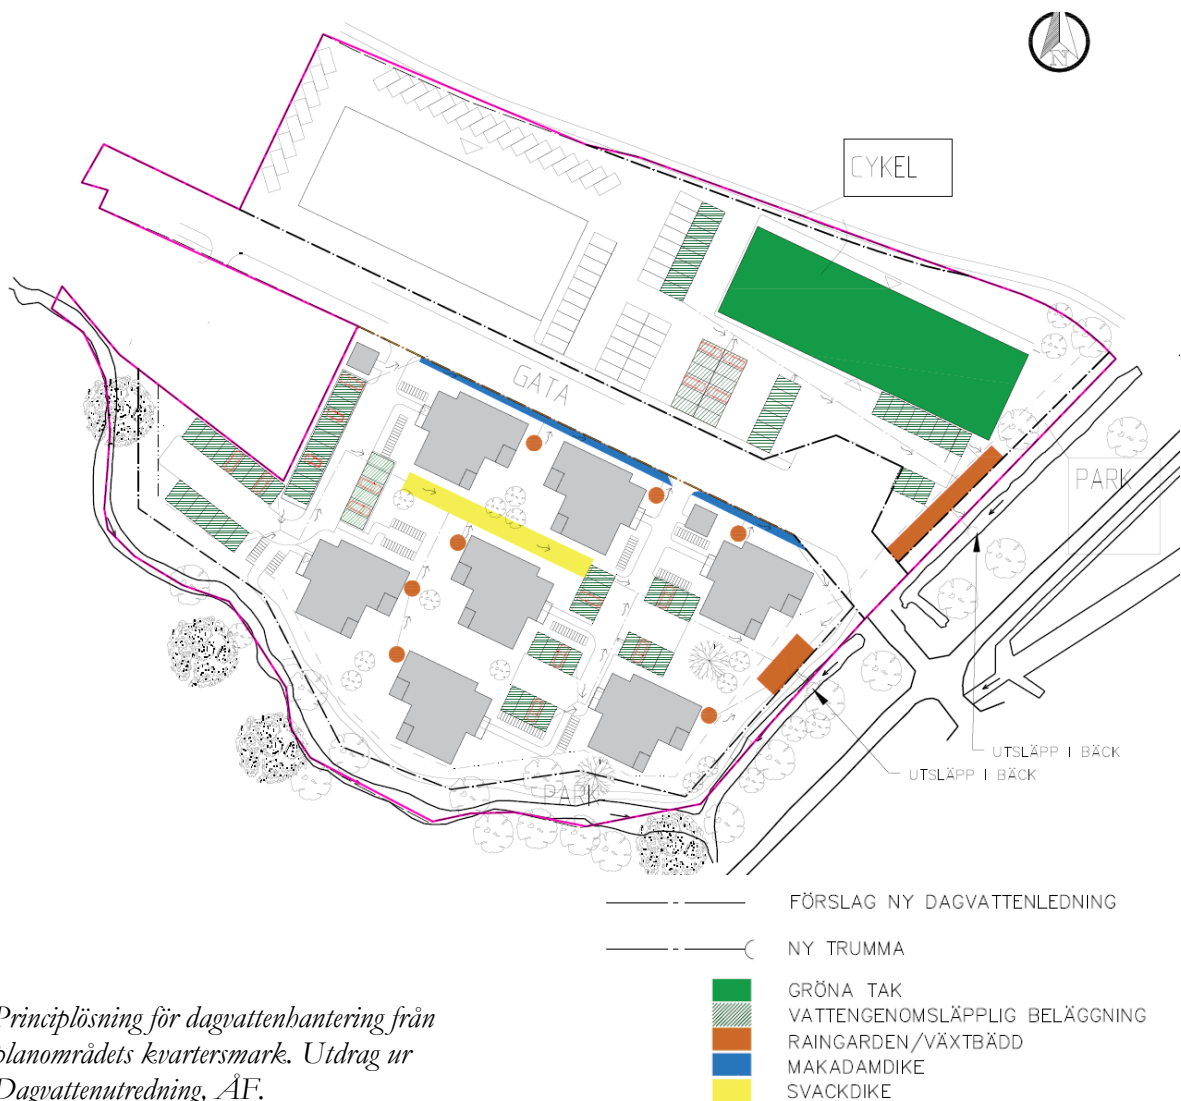 N
CYKEL
GATA
PARK
UTSLÄPP I BÄCK
UTSLÄPP I BÄCK
PARK
FÖRSLAG NY DAGVATTENLEDNING
NY TRUMMA
GRÖNA TAK
VATTENGENOMSLÄPPLIG BELÄGGNING
RAINGARDEN/VÄXTBÄDD
MAKADAMDIKE
SVACKDIKE
Principlösning för dagvattenhantering från
planområdets kvartersmark. Utdrag ur
Dagvattenutredning, ÅF.